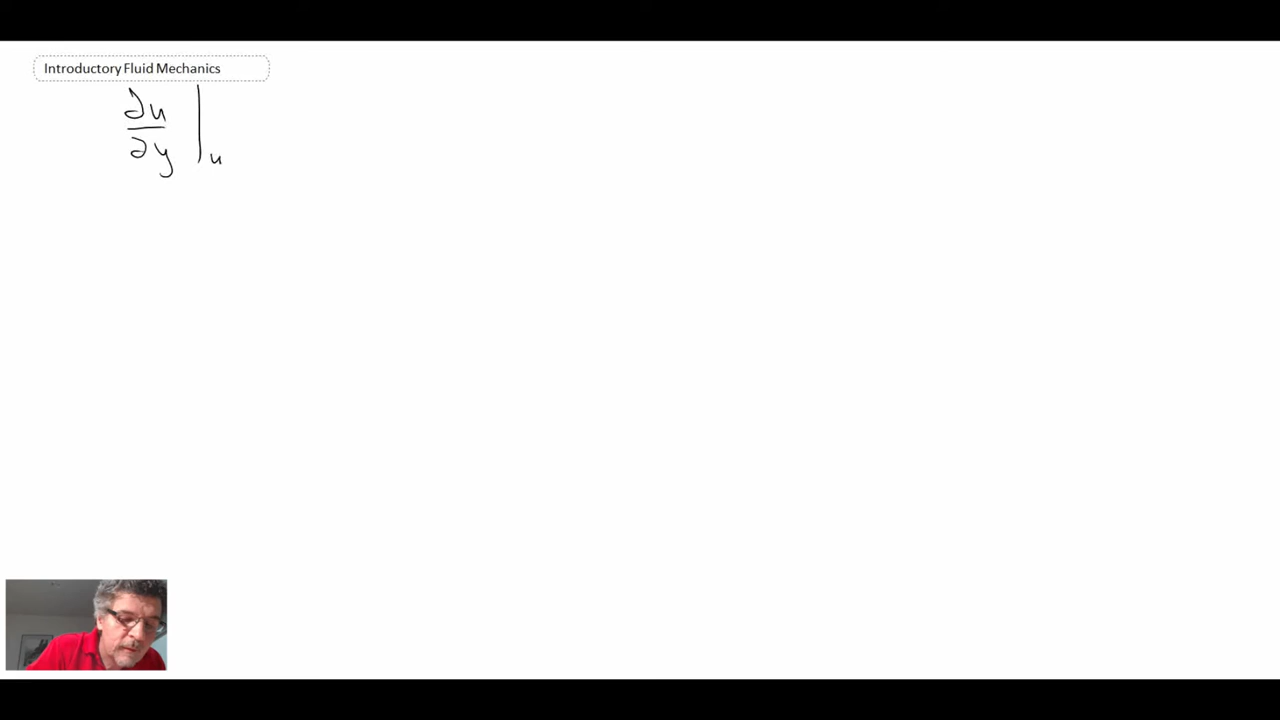 Introductory Fluid Mechanics
∂u
∂y |u